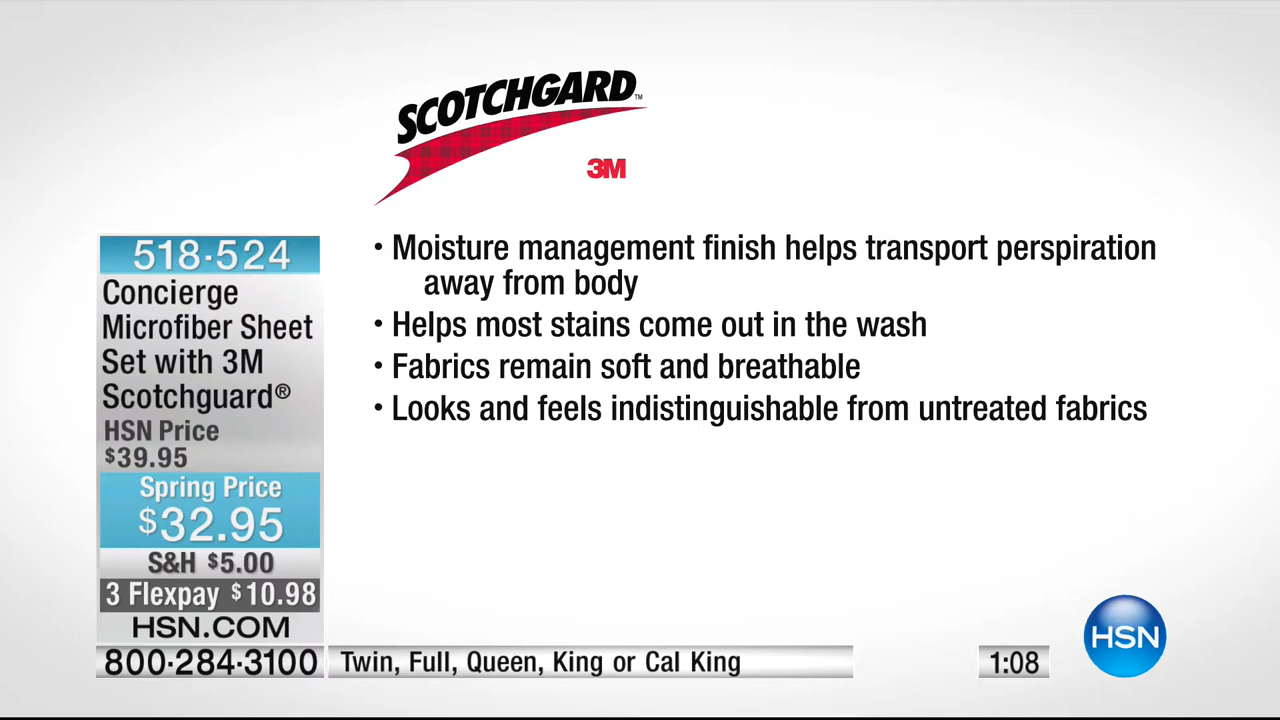 SCOTCHGARD™
3M
518·524
Concierge
Microfiber Sheet
Set with 3M
Scotchguard®
HSN Price
$39.95
Spring Price
$32.95
S&H $5.00
3 Flexpay $10.98
HSN.COM
800·284·3100
• Moisture management finish helps transport perspiration
away from body
• Helps most stains come out in the wash
• Fabrics remain soft and breathable
• Looks and feels indistinguishable from untreated fabrics
Twin, Full, Queen, King or Cal King
1:08
HSN